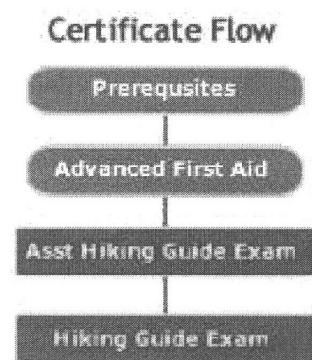 Certificate Flow
Prerequsites
Advanced First Aid
Asst Hiking Guide Exam
Hiking Guide Exam